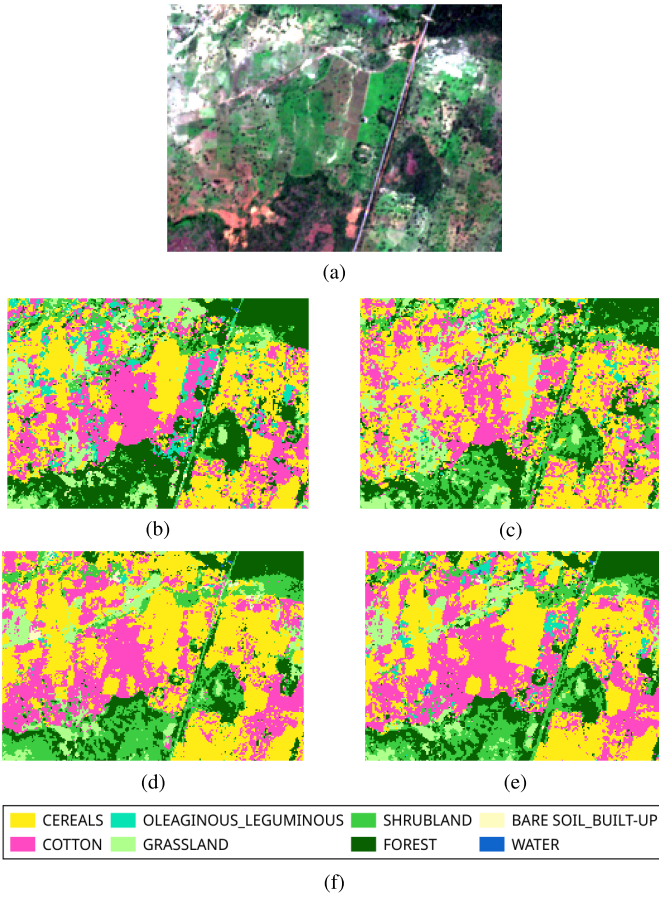 (a)
(b)
(c)
(d)
(e)
CEREALS OLEAGINOUS_LEGUMINOUS SHRUBLAND BARE SOIL_BUILT-UP
COTTON GRASSLAND FOREST WATER
(f)